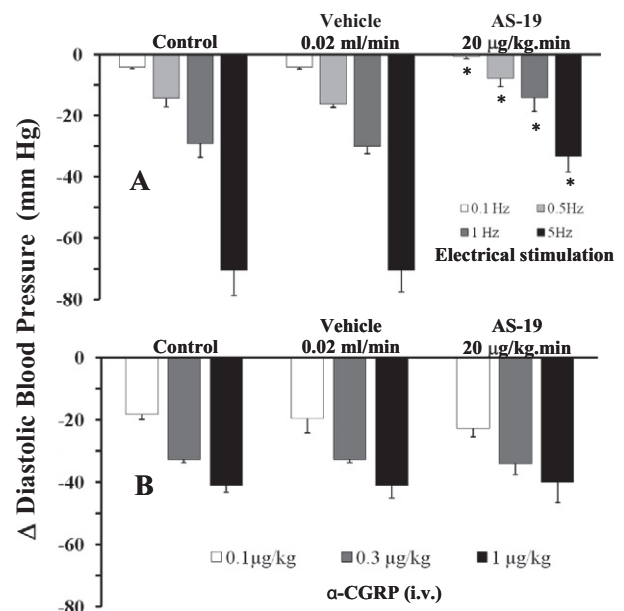 Vehicle
AS-19
Control
0.02 ml/min
20 µg/kg.min
0
-20
-40
-60
-80
*
*
*
*
A
0.1 Hz
0.5Hz
1 Hz
5Hz
Electrical stimulation
Δ Diastolic Blood Pressure (mm Hg)
Vehicle
AS-19
Control
0.02 ml/min
20 µg/kg.min
0
-20
-40
-60
-80
B
0.1µg/kg
0.3 µg/kg
1 µg/kg
α-CGRP (i.v.)